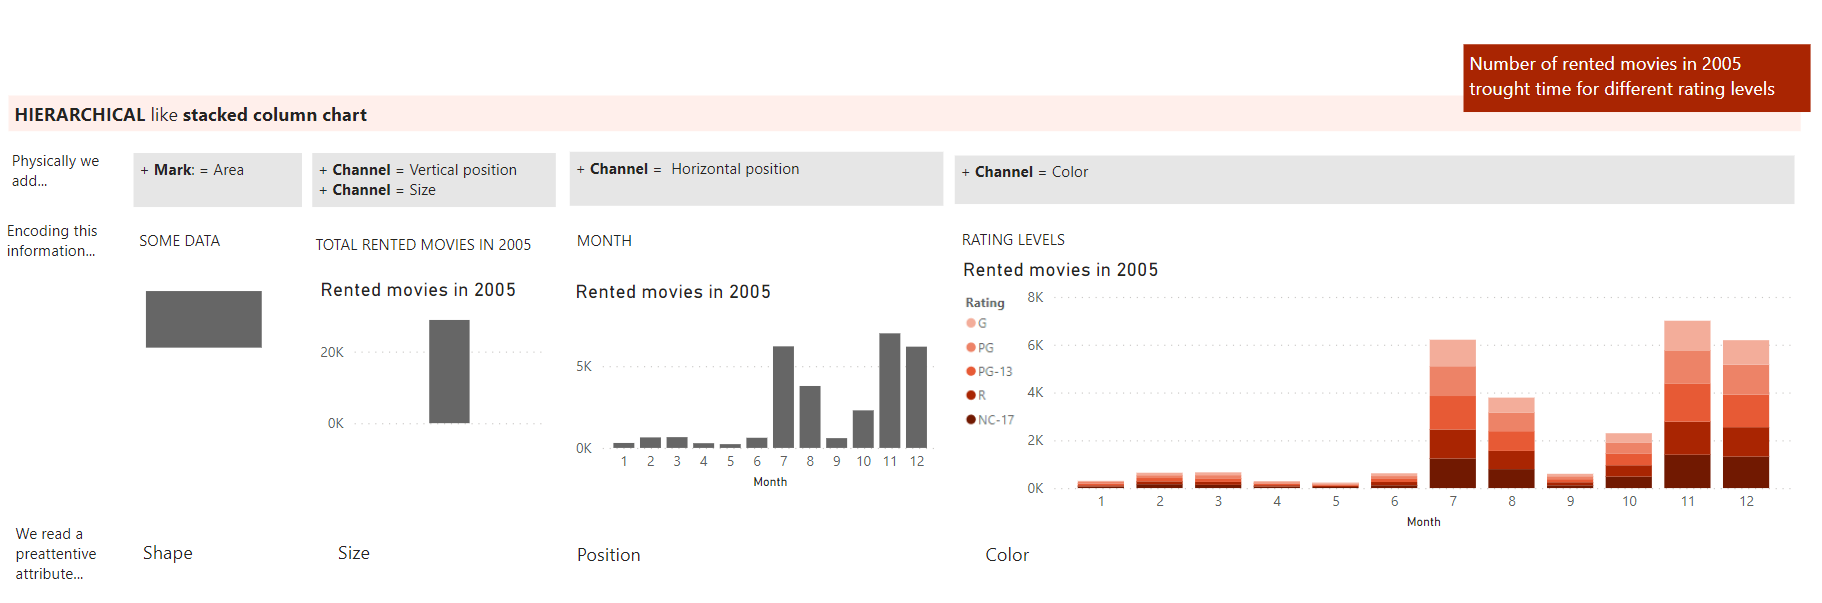 Number of rented movies in 2005
trought time for different rating levels
HIERARCHICAL like stacked column chart
Physically we
add...
+ Mark: = Area
+ Channel = Vertical position
+ Channel = Size
+ Channel = Horizontal position
+ Channel = Color
Encoding this
information...
SOME DATA
TOTAL RENTED MOVIES IN 2005
Rented movies in 2005
20K
0K
MONTH
Rented movies in 2005
5K
0K
1 2 3 4 5 6 7 8 9 10 11 12
Month
RATING LEVELS
Rented movies in 2005
Rating
G
PG
PG-13
R
NC-17
8K
6K
4K
2K
0K
1 2 3 4 5 6 7 8 9 10 11 12
Month
We read a
preattentive
attribute...
Shape
Size
Position
Color